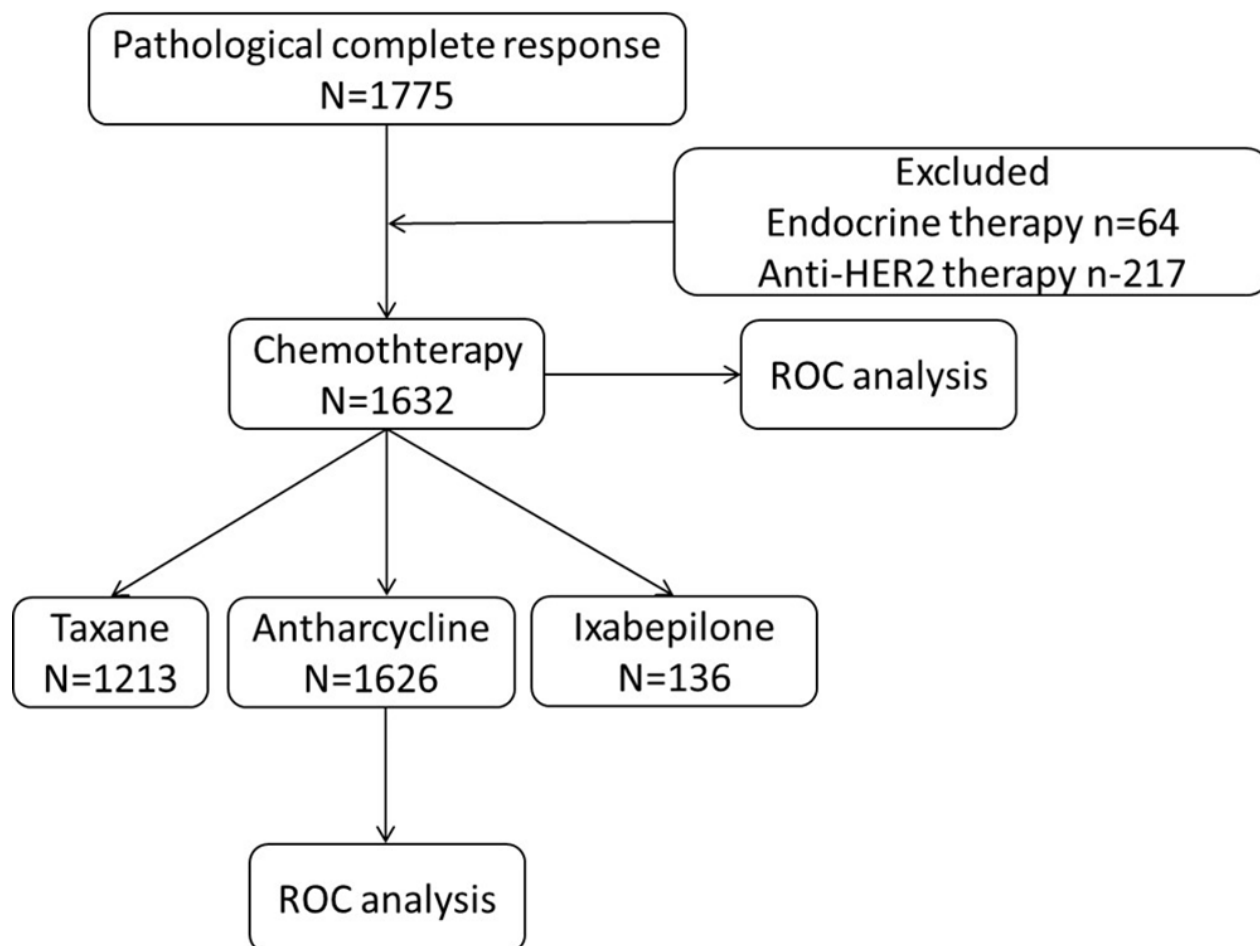 Pathological complete response
N=1775
Excluded
Endocrine therapy n=64
Anti-HER2 therapy n-217
Chemothterapy
N=1632
ROC analysis
Taxane
N=1213
Antharcycline
N=1626
Ixabepilone
N=136
ROC analysis